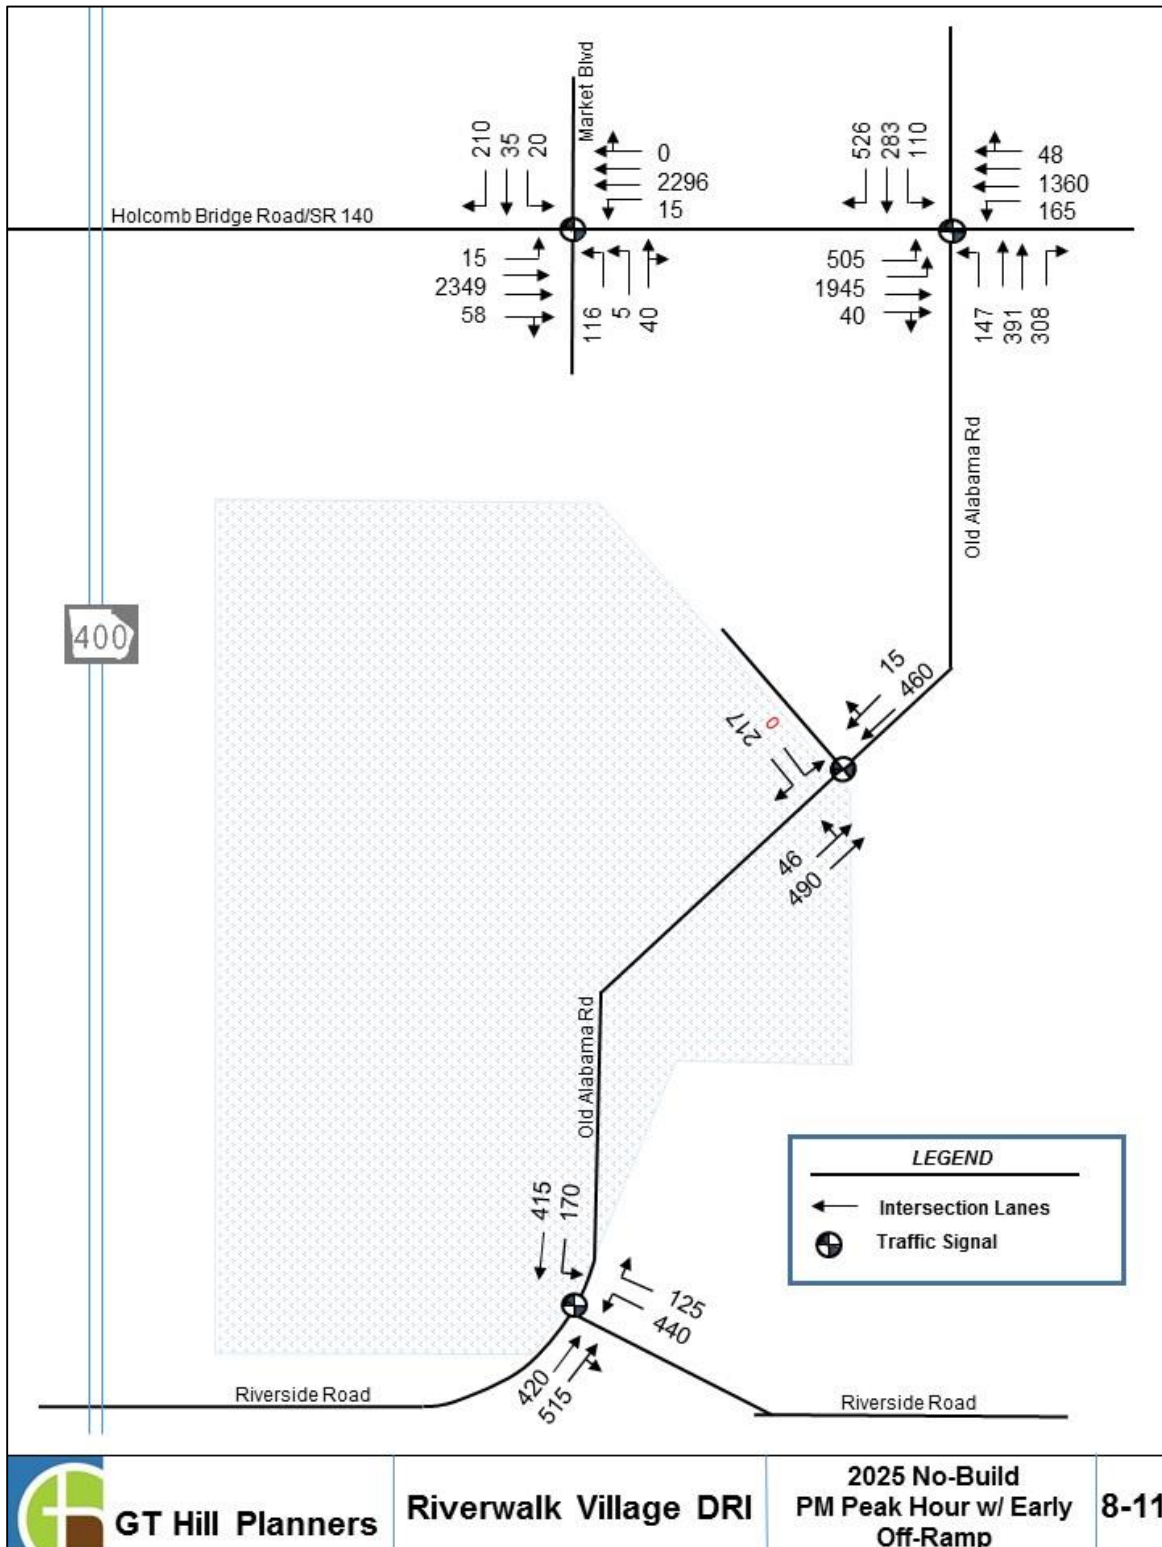 Market Blvd
210
35
20
0
2296
15
526
283
110
48
1360
165
Holcomb Bridge Road/SR 140
15
2349
58
116
5
40
505
1945
40
147
391
308
Old Alabama Rd
400
15
460
0
217
46
490
Old Alabama Rd
415
170
125
440
420
515
Riverside Road
Riverside Road
LEGEND
Intersection Lanes
Traffic Signal
GT Hill Planners
Riverwalk Village DRI
2025 No-Build
PM Peak Hour w/ Early
Off-Ramp
8-11